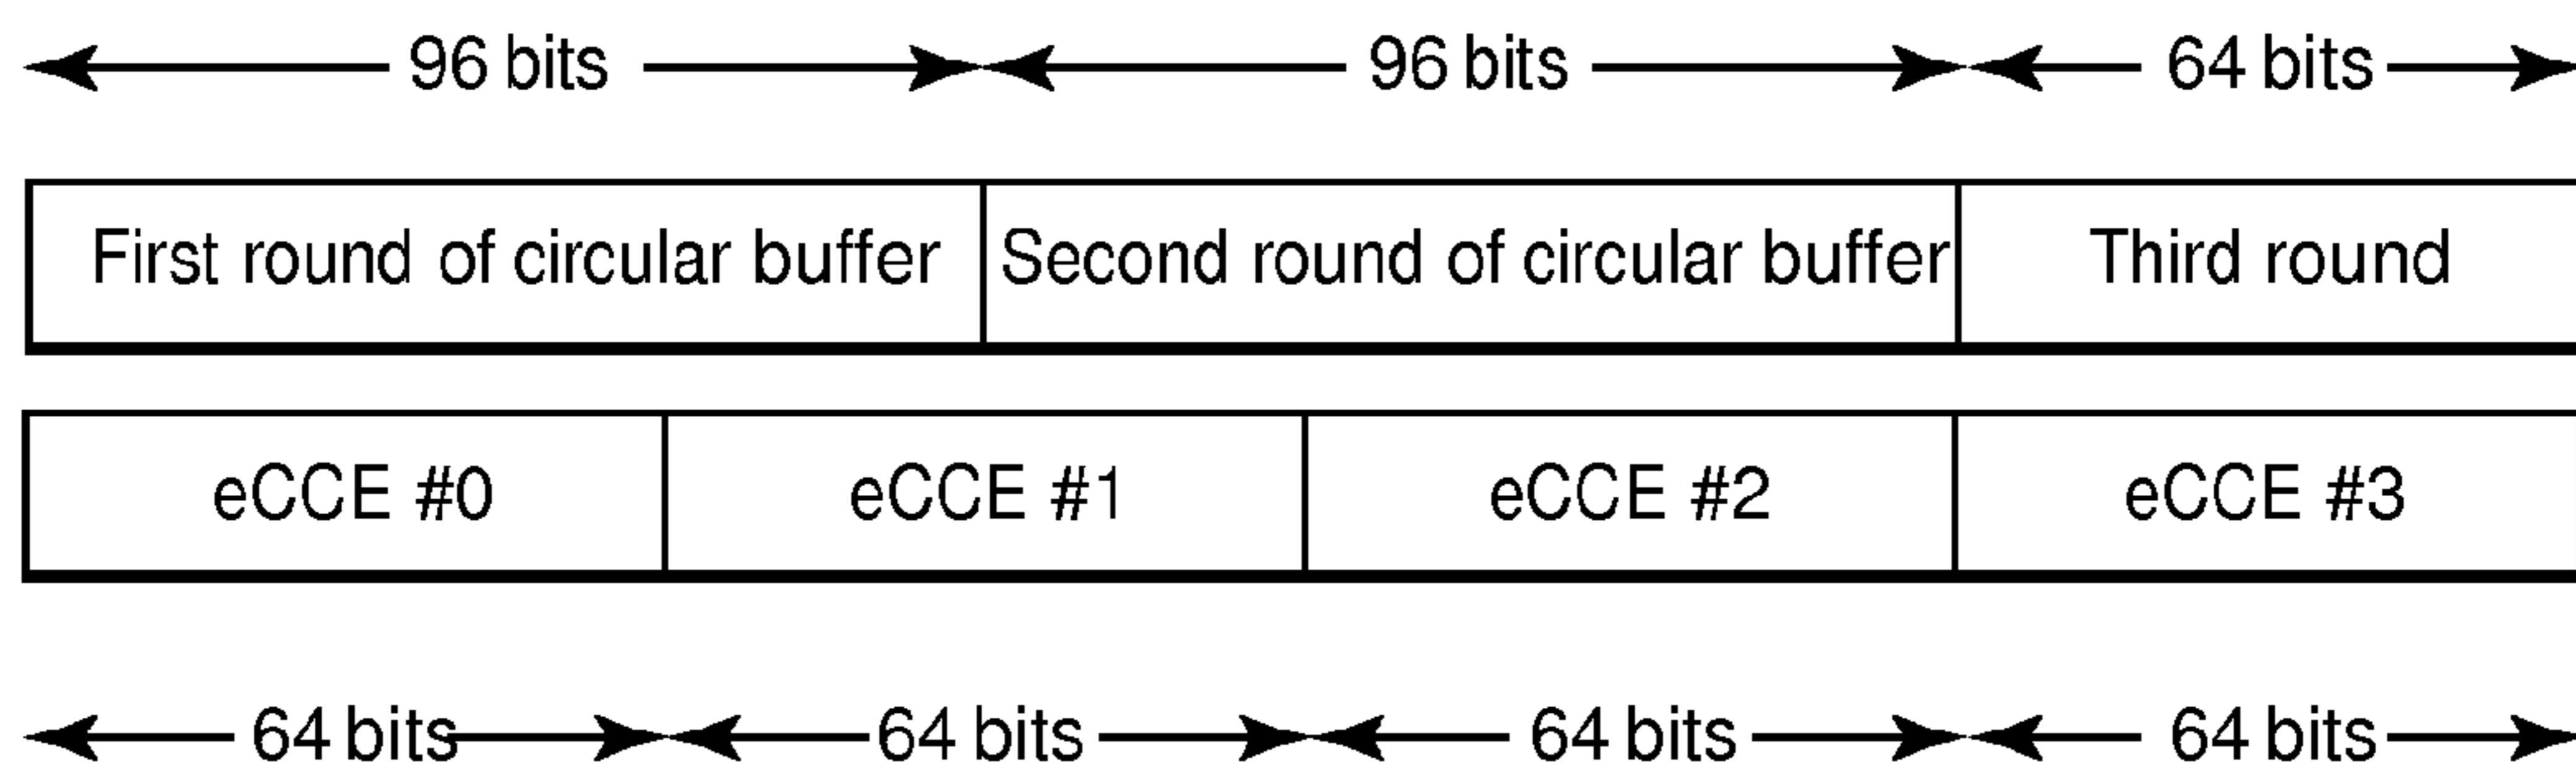 96 bits 96 bits 64 bits
First round of circular buffer Second round of circular buffer Third round
eCCE #0 eCCE #1 eCCE #2 eCCE #3
64 bits 64 bits 64 bits 64 bits